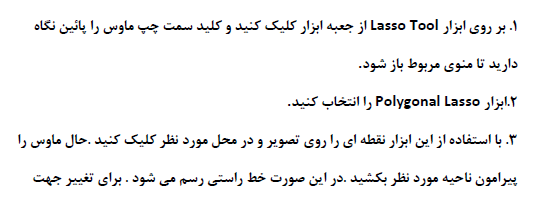 ۱. بر روی ابزار Lasso Tool از جعبه ابزار کلیک کنید و کلید سمت چپ ماوس را پائین نگاه
دارید تا منوی مربوط باز شود.
۲.ابزار Polygonal Lasso را انتخاب کنید.
۳. با استفاده از این ابزار نقطه ای را روی تصویر و در محل مورد نظر کلیک کنید .حال ماوس را
پیرامون ناحیه مورد نظر بکشید .در این صورت خط راستی رسم می شود . برای تغییر جهت